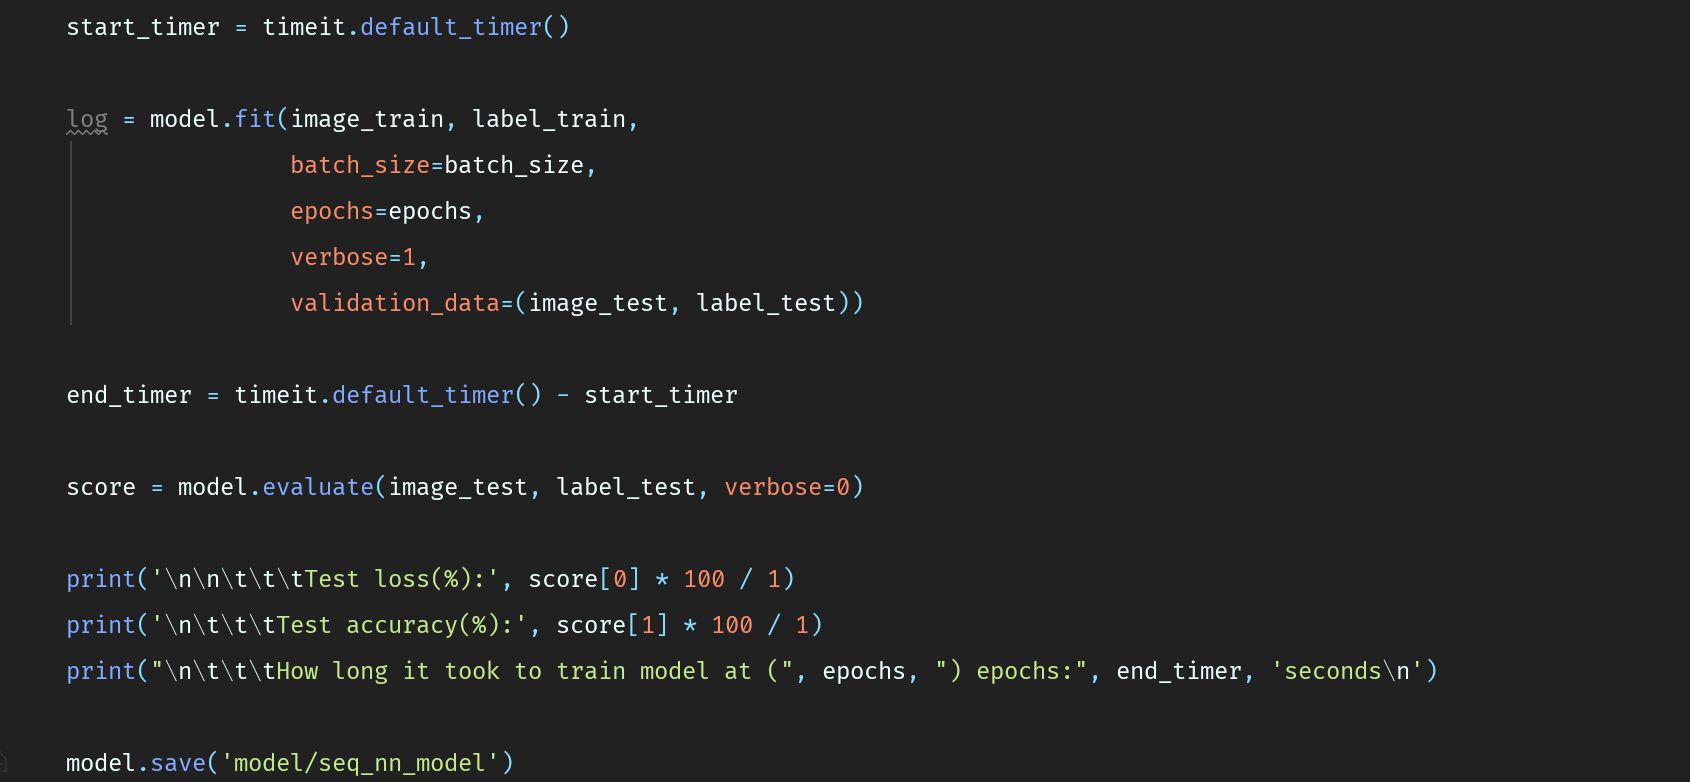 start_timer = timeit.default_timer()
log = model.fit(image_train, label_train,
batch_size=batch_size,
epochs=epochs,
verbose=1,
validation_data=(image_test, label_test))
end_timer = timeit.default_timer() - start_timer
score = model.evaluate(image_test, label_test, verbose=0)
print('\n\n\t\t\tTest loss(%):', score[0] * 100 / 1)
print('\n\t\t\tTest accuracy(%):', score[1] * 100 / 1)
print("\n\t\t\tHow long it took to train model at (", epochs, ") epochs:", end_timer, 'seconds\n')
model.save('model/seq_nn_model')